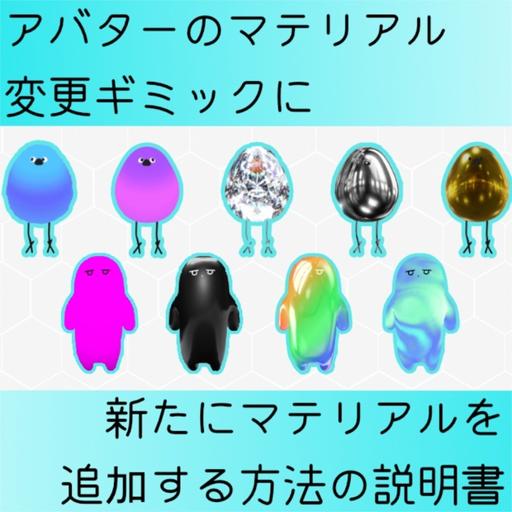 アバターのマテリアル
変更ギミックに
新たにマテリアルを
追加する方法の説明書